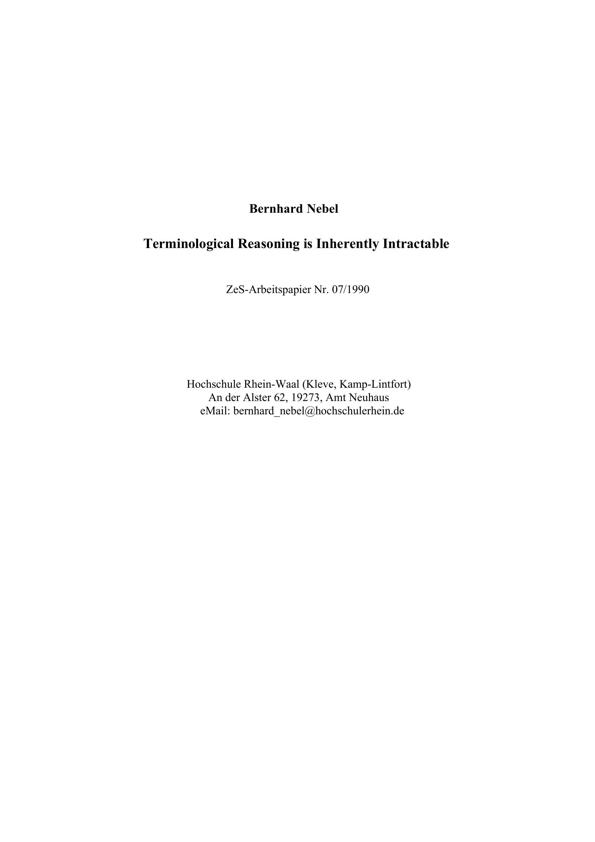 Bernhard Nebel
Terminological Reasoning is Inherently Intractable
ZeS-Arbeitspapier Nr. 07/1990
Hochschule Rhein-Waal (Kleve, Kamp-Lintfort)
An der Alster 62, 19273, Amt Neuhaus
eMail: bernhard_nebel@hochschulerhein.de